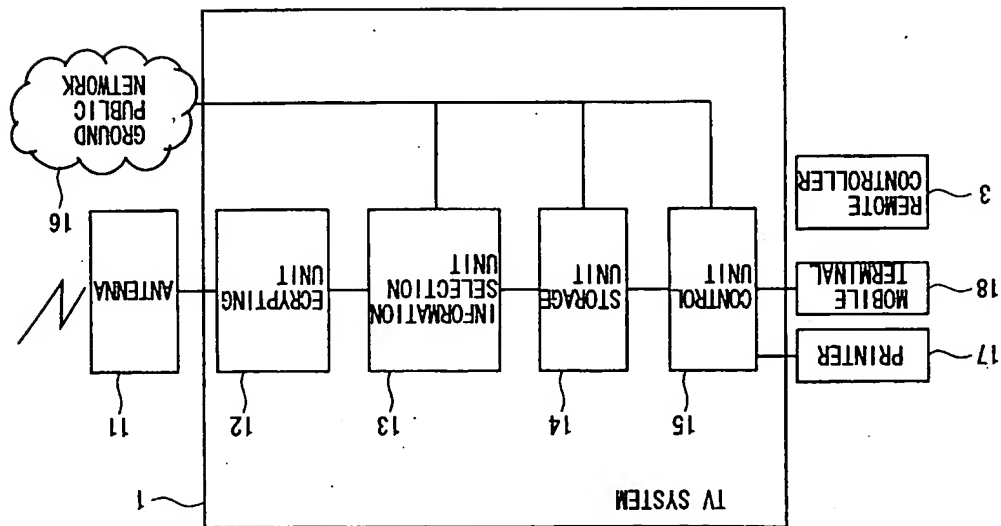 TV SYSTEM
1
15
14
13
12
11
17
PRINTER
18
MOBILE
TERMINAL
CONTROL
UNIT
STORAGE
UNIT
INFORMATION
SELECTION
UNIT
ECRYPTING
UNIT
ANTENNA
3
REMOTE
CONTROLLER
16
GROUND
PUBLIC
NETWORK